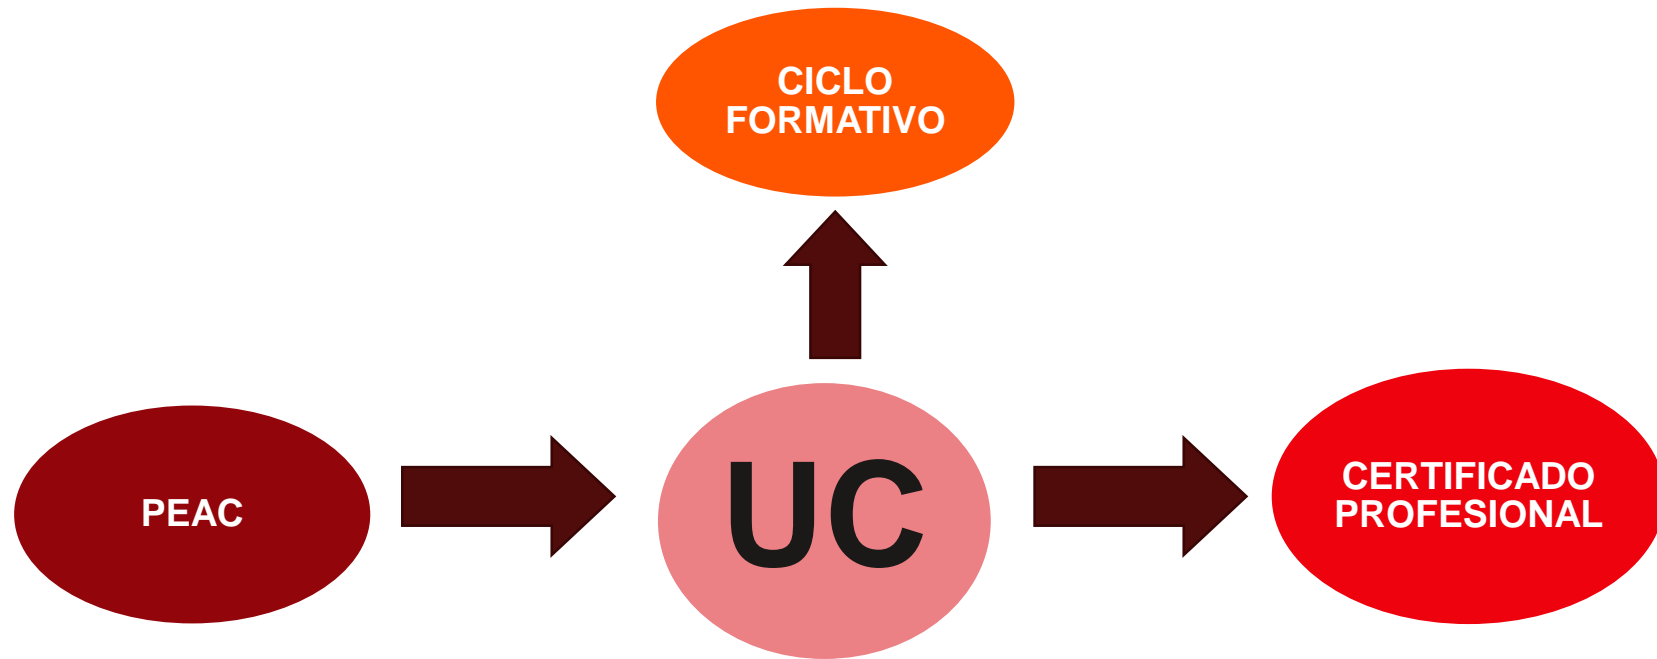 CICLO
FORMATIVO
PEAC
UC
CERTIFICADO
PROFESIONAL